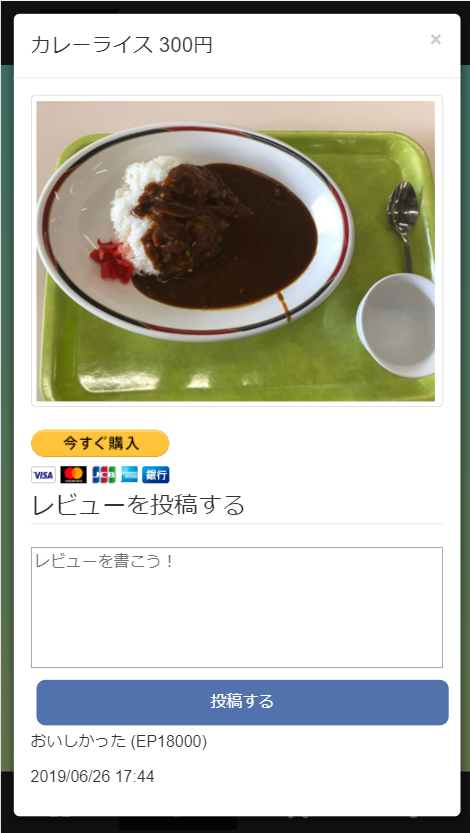 カレーライス 300円
×
今すぐ購入
VISA
JCB
銀行
レビューを投稿する
レビューを書こう！
投稿する
おいしかった (EP18000)
2019/06/26 17:44